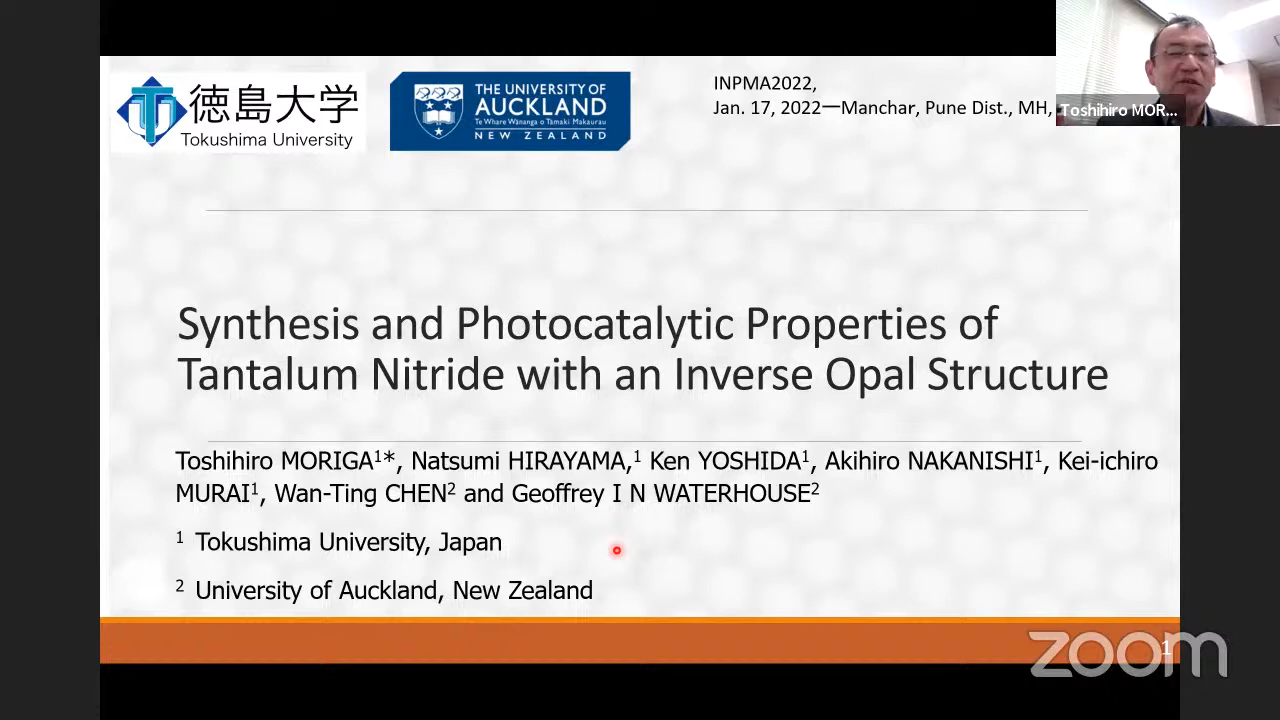 徳島大学
Tokushima University
THE UNIVERSITY OF
AUCKLAND
Te Whare Wānanga o Tāmaki Makaurau
NEW ZEALAND
INPMA2022,
Jan. 17, 2022ーManchar, Pune Dist., MH,
Toshihiro MOR...
Synthesis and Photocatalytic Properties of
Tantalum Nitride with an Inverse Opal Structure
Toshihiro MORIGA¹*, Natsumi HIRAYAMA,¹ Ken YOSHIDA¹, Akihiro NAKANISHI¹, Kei-ichiro
MURAI¹, Wan-Ting CHEN² and Geoffrey I N WATERHOUSE²
¹ Tokushima University, Japan
² University of Auckland, New Zealand
1
zoom